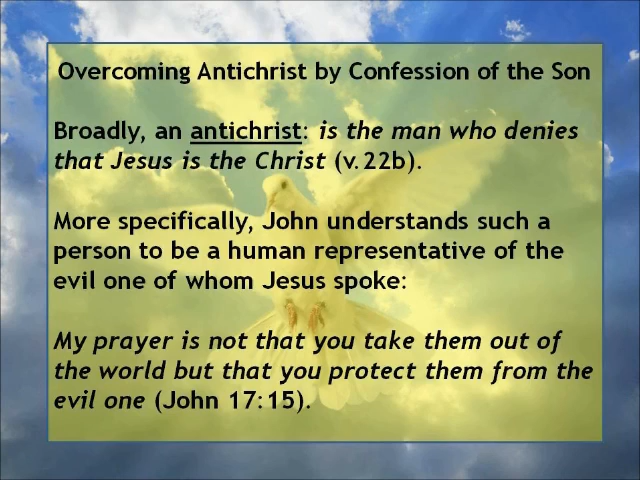 Overcoming Antichrist by Confession of the Son
Broadly, an antichrist: is the man who denies
that Jesus is the Christ (v.22b).
More specifically, John understands such a
person to be a human representative of the
evil one of whom Jesus spoke:
My prayer is not that you take them out of
the world but that you protect them from the
evil one (John 17:15).